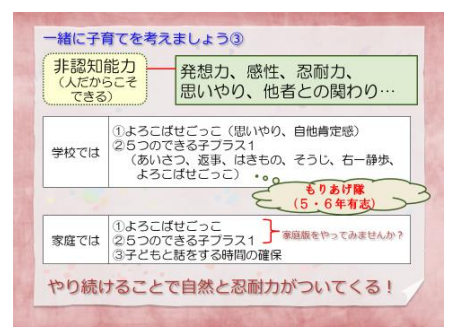 一緒に子育てを考えましょう③
非認知能力
（人だからこそ
できる）
発想力、感性、忍耐力、
思いやり、他者との関わり…
学校では
①よろこばせごっこ（思いやり、自他肯定感）
②５つのできる子プラス１
（あいさつ、返事、はきもの、そうじ、右一静歩、
よろこばせごっこ）
もりあげ隊
（５・６年有志）
家庭では
①よろこばせごっこ
②５つのできる子プラス１
③子どもと話をする時間の確保
家庭版をやってみませんか？
やり続けることで自然と忍耐力がついてくる！